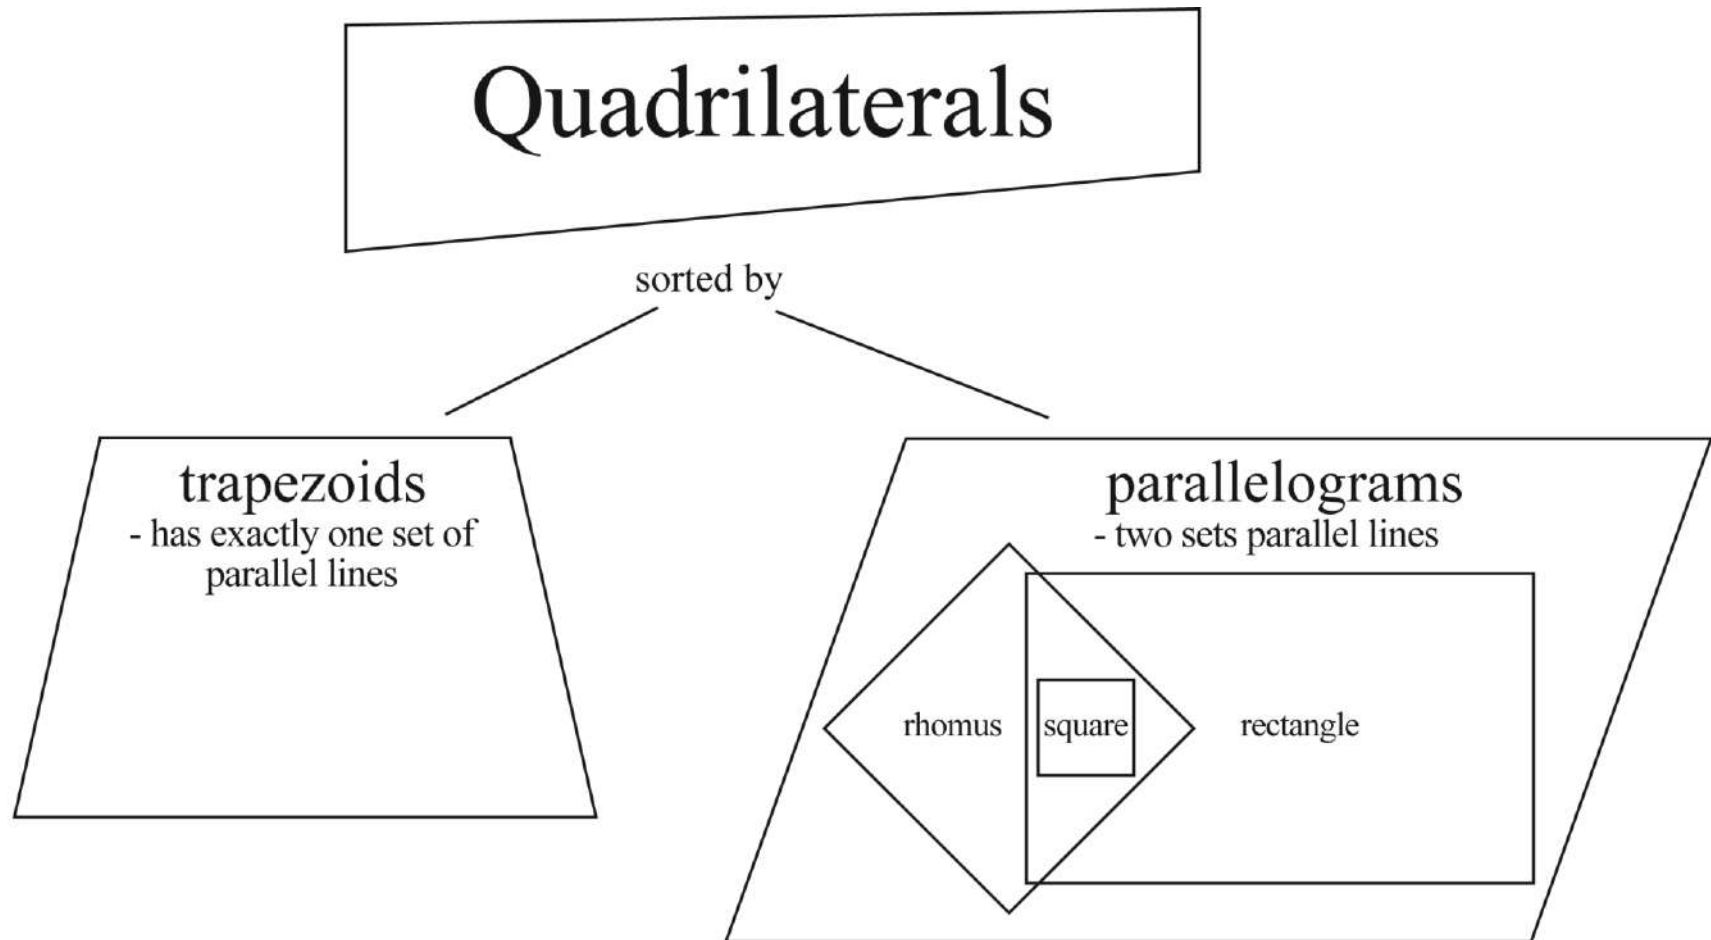 Quadrilaterals
sorted by
trapezoids
- has exactly one set of
parallel lines
parallelograms
- two sets parallel lines
rhomus
square
rectangle